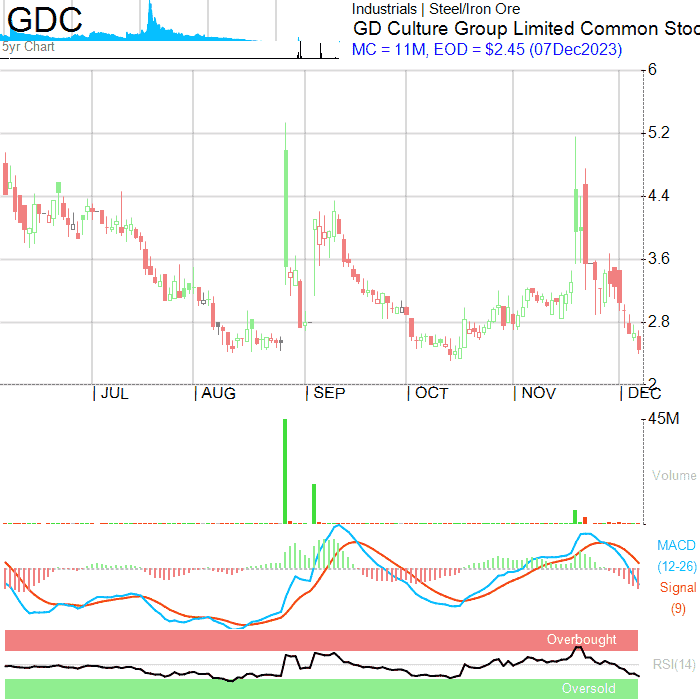 GDC
5yr Chart
Industrials | Steel/Iron Ore
GD Culture Group Limited Common Stoc
MC = 11M, EOD = $2.45 (07Dec2023)
6
5.2
4.4
3.6
2.8
2
JUL
AUG
SEP
OCT
NOV
DEC
45M
Volume
MACD
(12-26)
Signal
(9)
Overbought
RSI(14)
Oversold